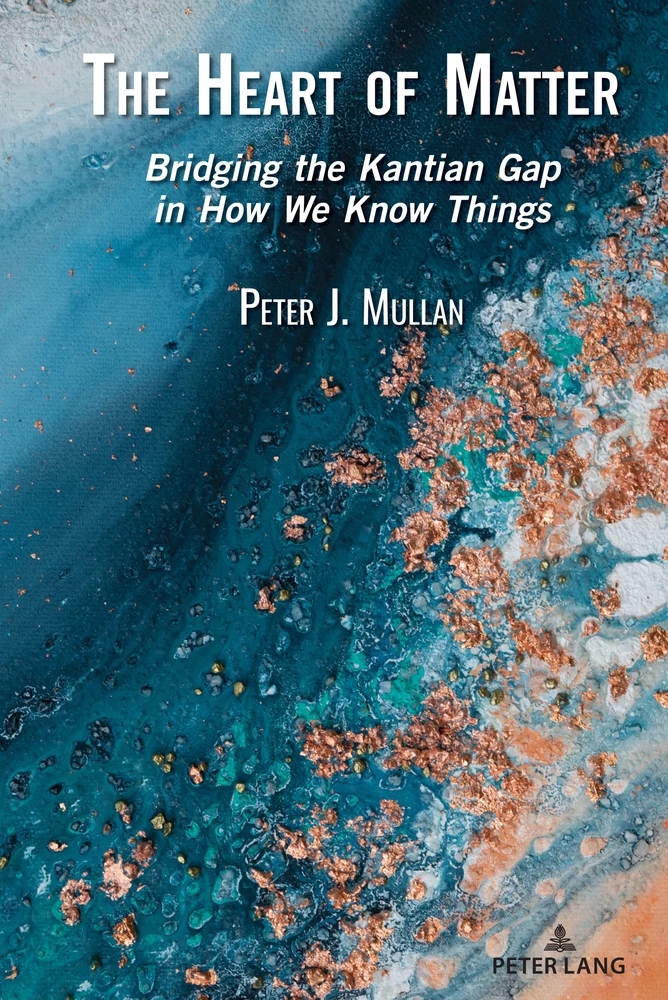 The Heart of Matter
Bridging the Kantian Gap
in How We Know Things
Peter J. Mullan
PETER LANG